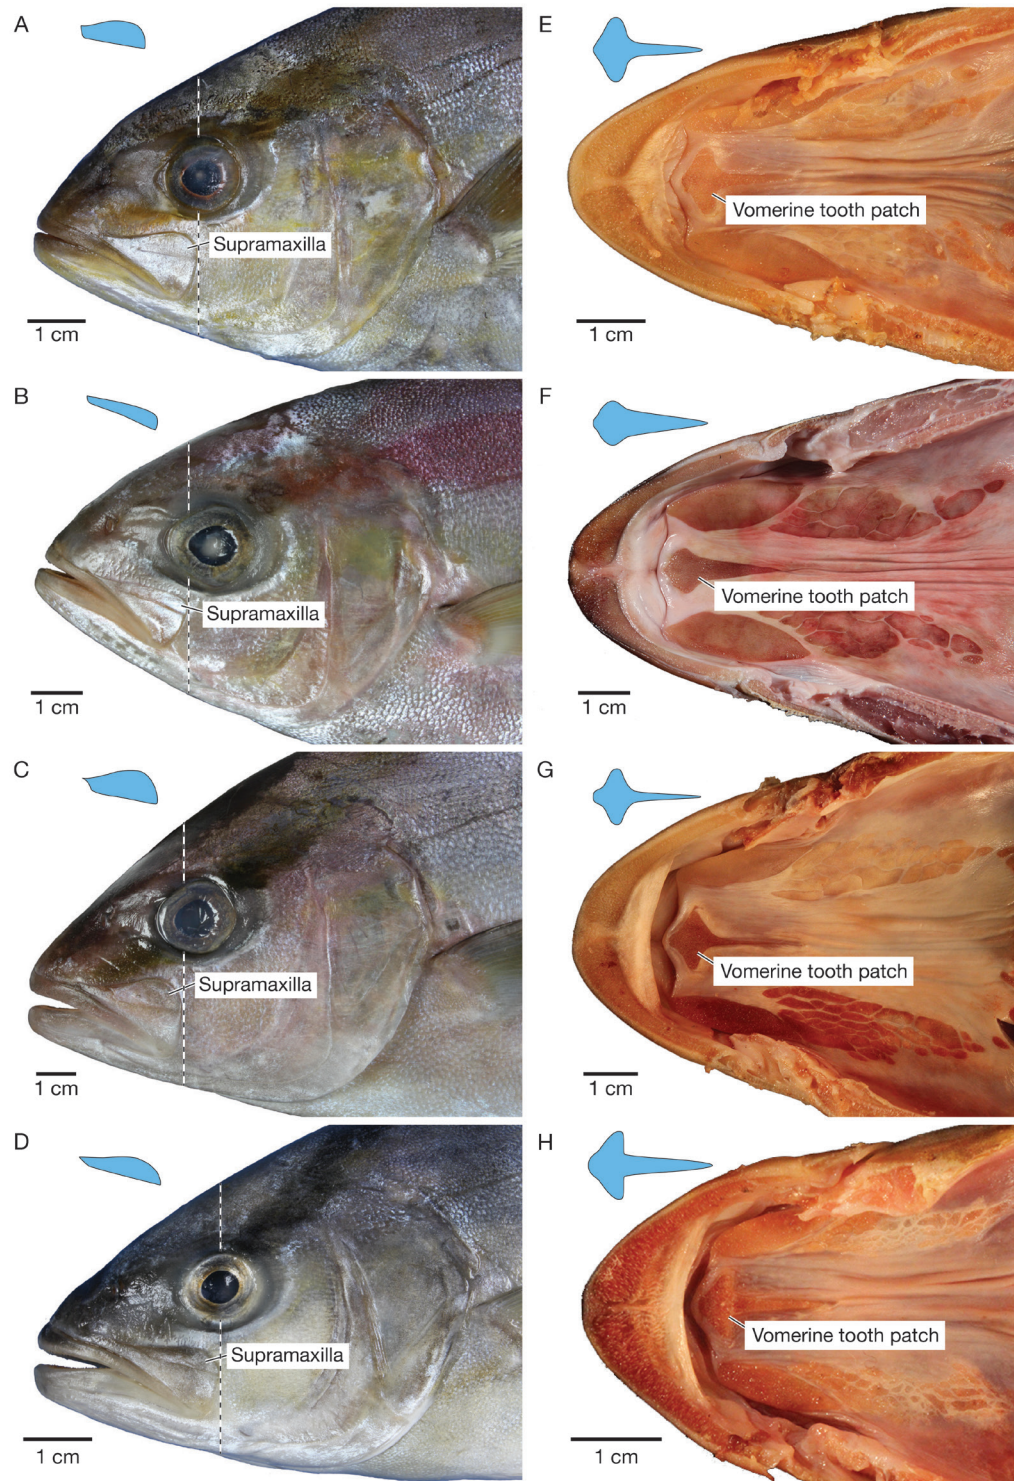 A
Supramaxilla
1 cm
E
Vomerine tooth patch
1 cm
B
Supramaxilla
1 cm
F
Vomerine tooth patch
1 cm
C
Supramaxilla
1 cm
G
Vomerine tooth patch
1 cm
D
Supramaxilla
1 cm
H
Vomerine tooth patch
1 cm